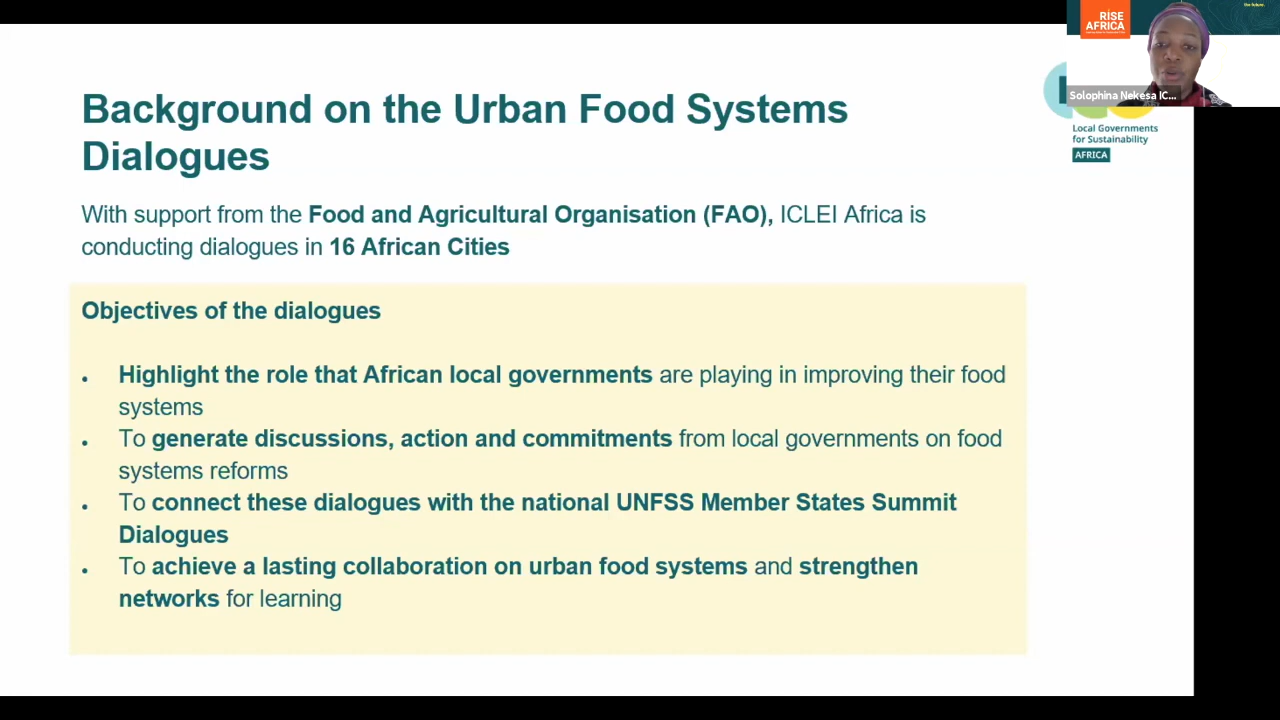 the future.
RISE
AFRICA
Solophina Nekesa IC...
Local Governments
for Sustainability
AFRICA
Background on the Urban Food Systems
Dialogues
With support from the Food and Agricultural Organisation (FAO), ICLEI Africa is
conducting dialogues in 16 African Cities
Objectives of the dialogues
• Highlight the role that African local governments are playing in improving their food
systems
• To generate discussions, action and commitments from local governments on food
systems reforms
• To connect these dialogues with the national UNFSS Member States Summit
Dialogues
• To achieve a lasting collaboration on urban food systems and strengthen
networks for learning